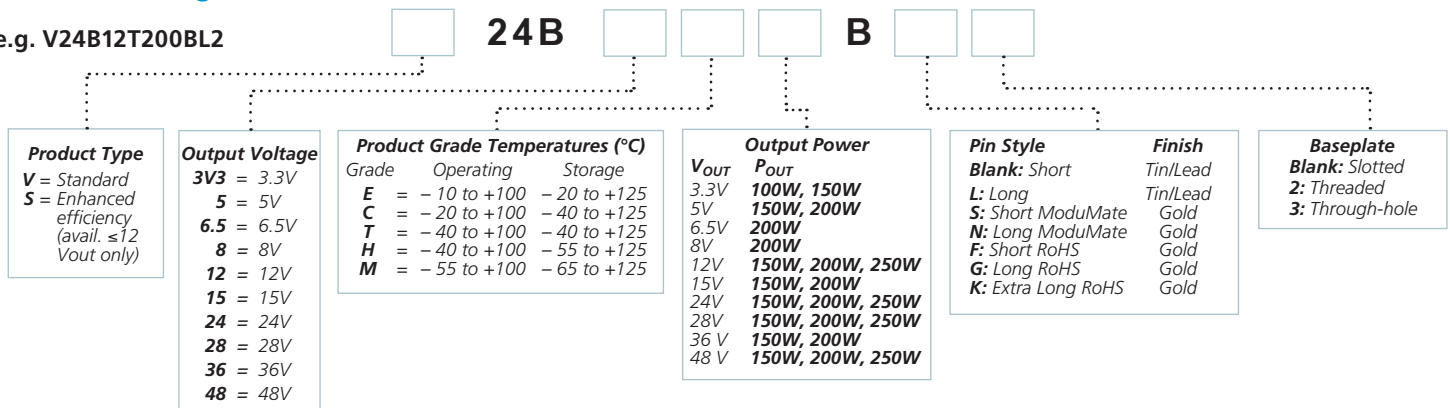 e.g. V24B12T200BL2
24B B
Product Type
V = Standard
S = Enhanced
efficiency
(avail. ≤12
Vout only)
Output Voltage
3V3 = 3.3V
5 = 5V
6.5 = 6.5V
8 = 8V
12 = 12V
15 = 15V
24 = 24V
28 = 28V
36 = 36V
48 = 48V
Product Grade Temperatures (°C)
Grade Operating Storage
E = – 10 to +100 – 20 to +125
C = – 20 to +100 – 40 to +125
T = – 40 to +100 – 40 to +125
H = – 40 to +100 – 55 to +125
M = – 55 to +100 – 65 to +125
Output Power
VOUT POUT
3.3V 100W, 150W
5V 150W, 200W
6.5V 200W
8V 200W
12V 150W, 200W, 250W
15V 150W, 200W
24V 150W, 200W, 250W
28V 150W, 200W, 250W
36 V 150W, 200W
48 V 150W, 200W, 250W
Pin Style Finish
Blank: Short Tin/Lead
L: Long Tin/Lead
S: Short ModuMate Gold
N: Long ModuMate Gold
F: Short RoHS Gold
G: Long RoHS Gold
K: Extra Long RoHS Gold
Baseplate
Blank: Slotted
2: Threaded
3: Through-hole